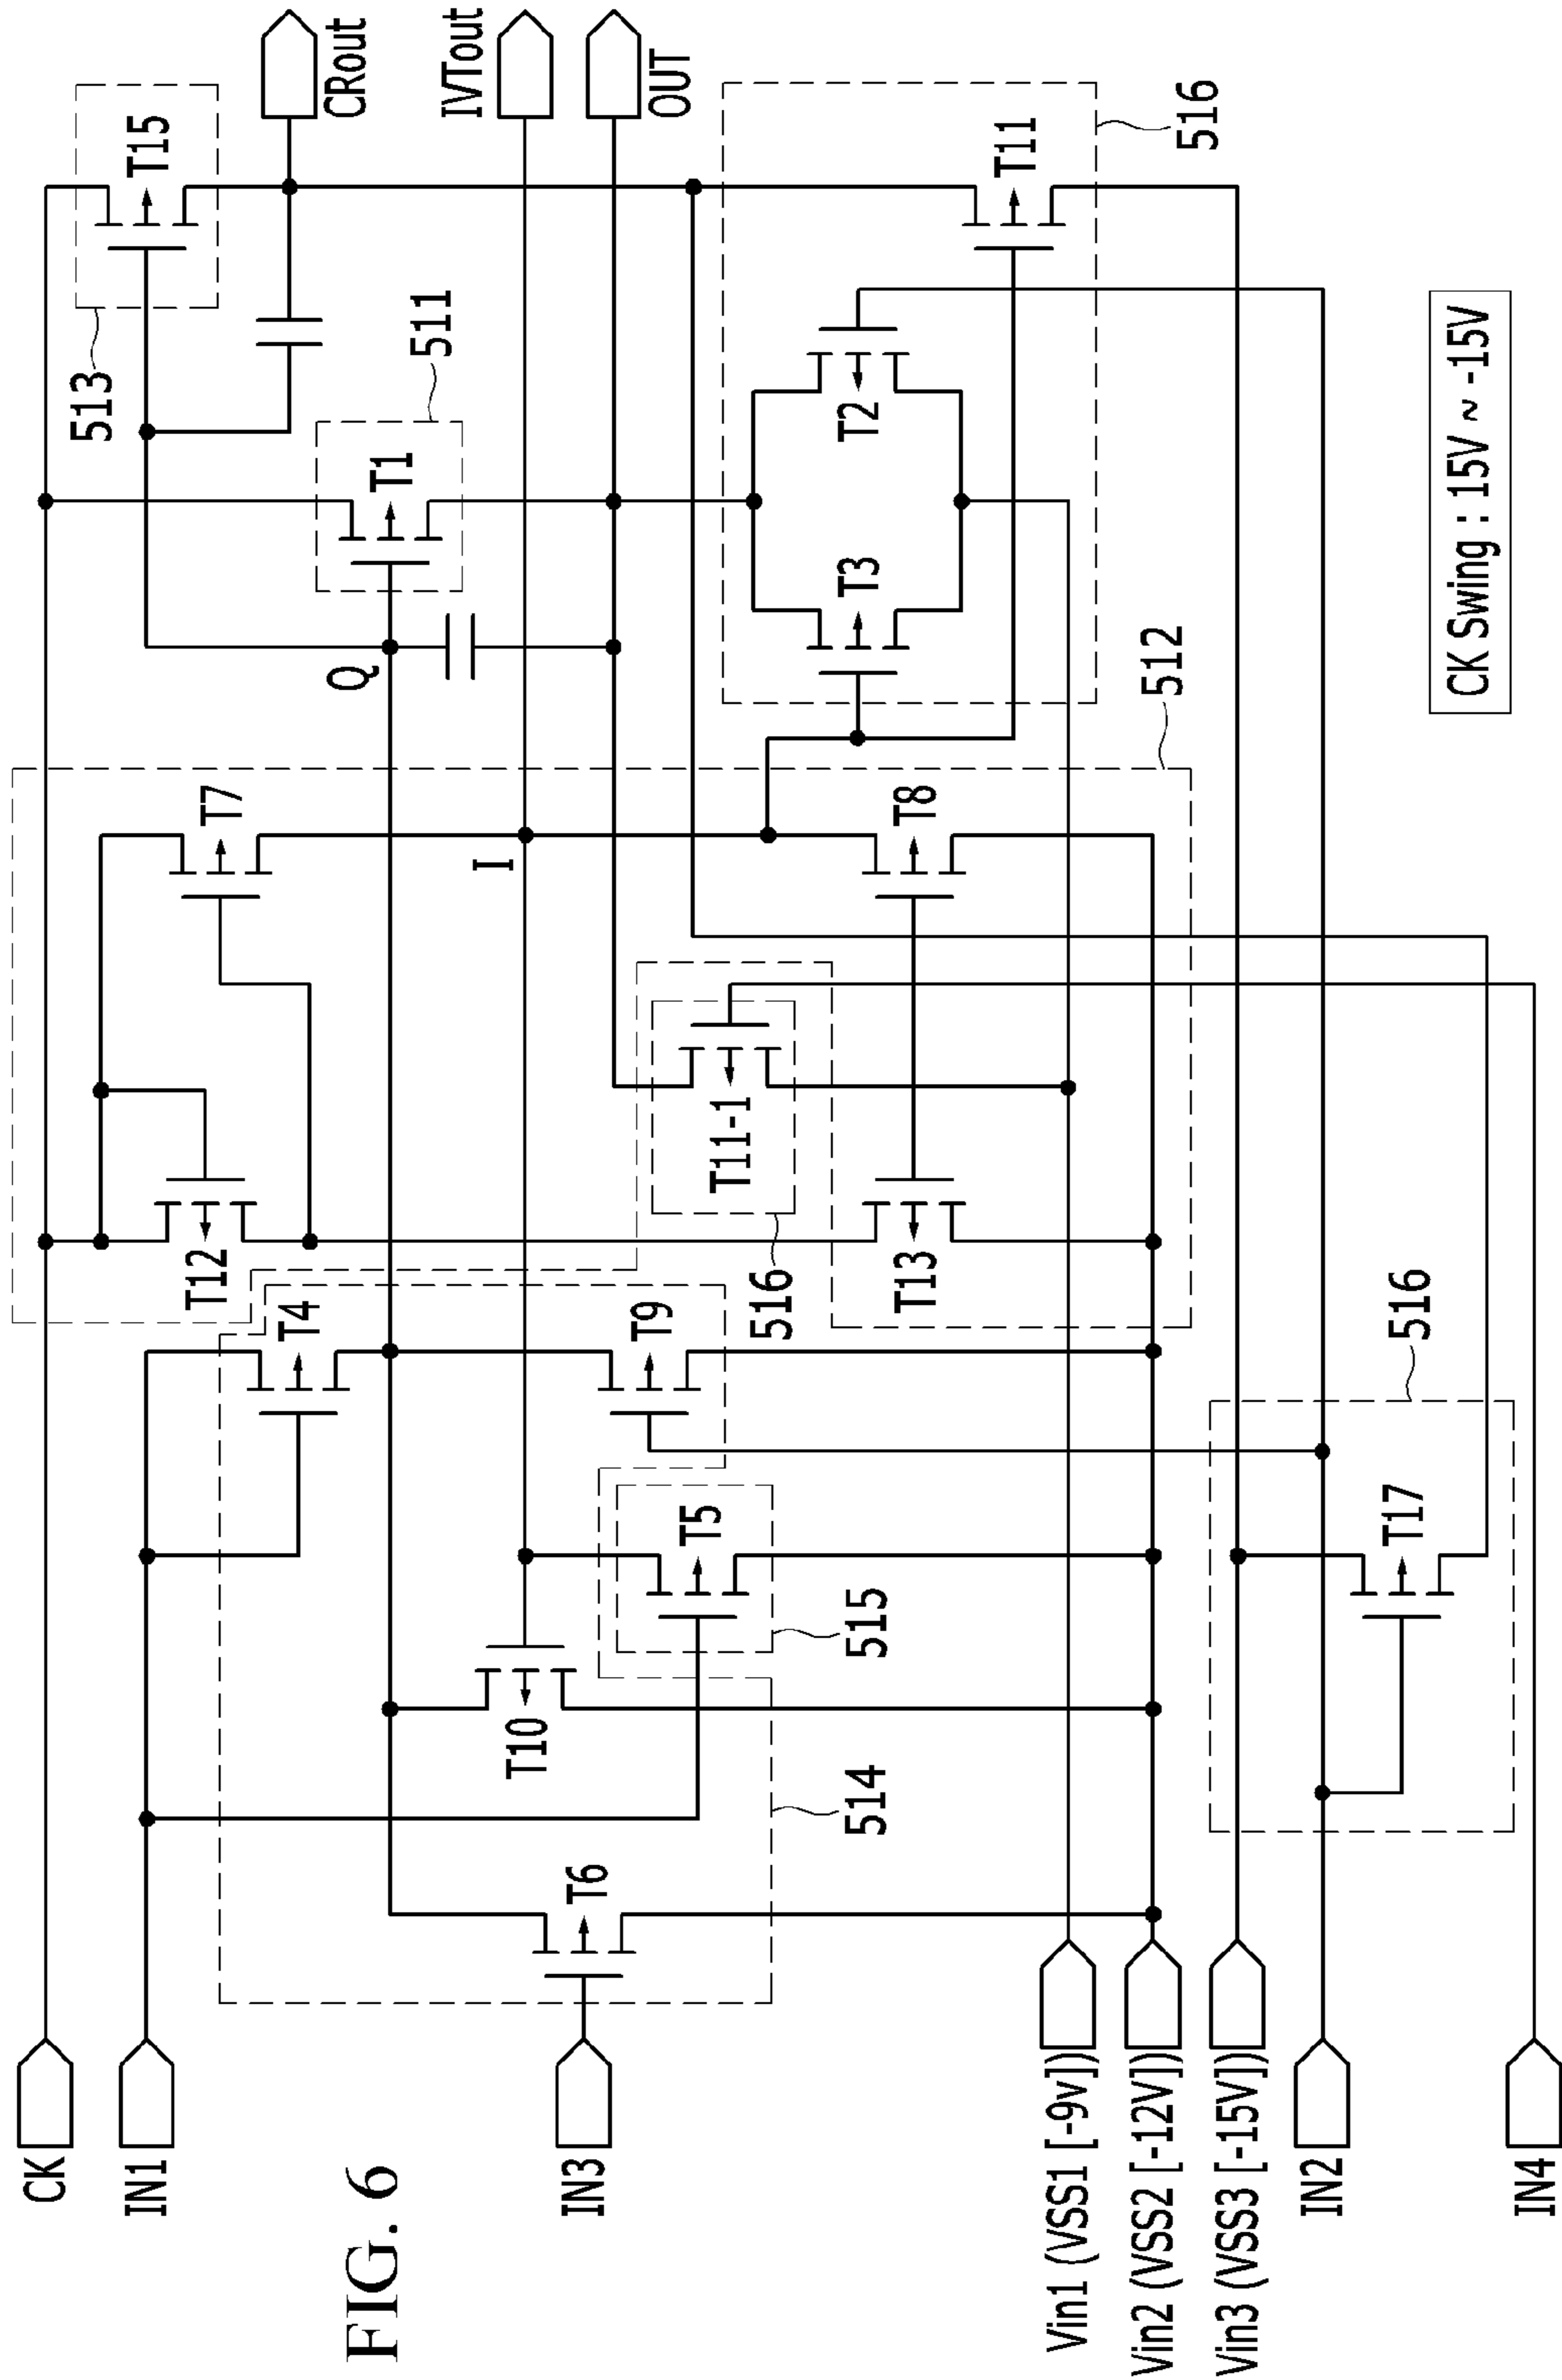 FIG. 6
CK
IN1
IN3
Vin1 (VSS1 [-9v])
Vin2 (VSS2 [-12V])
Vin3 (VSS3 [-15V])
IN2
IN4
T6
514
T10
515
T5
T17
516
T4
T9
T12
516
T11-1
T13
T7
I
T8
512
Q
T3
T1
511
T2
513
T15
T11
516
CRout
IVTout
OUT
CK Swing : 15V ~ -15V